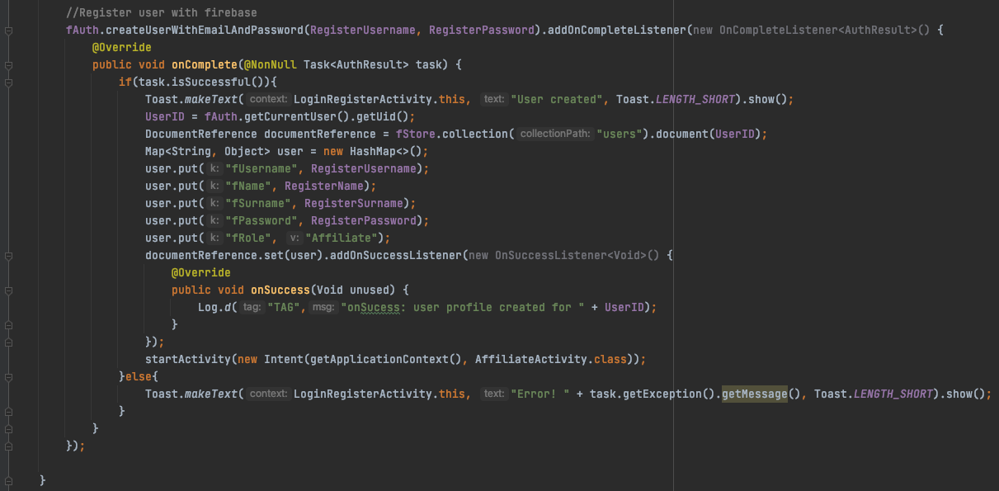 //Register user with firebase
fAuth.createUserWithEmailAndPassword(RegisterUsername, RegisterPassword).addOnCompleteListener(new OnCompleteListener<AuthResult>() {
@Override
public void onComplete(@NonNull Task<AuthResult> task) {
if(task.isSuccessful()){
Toast.makeText( context: LoginRegisterActivity.this, text: "User created", Toast.LENGTH_SHORT).show();
UserID = fAuth.getCurrentUser().getUid();
DocumentReference documentReference = fStore.collection( collectionPath: "users").document(UserID);
Map<String, Object> user = new HashMap<>();
user.put( k: "fUsername", RegisterUsername);
user.put( k: "fName", RegisterName);
user.put( k: "fSurname", RegisterSurname);
user.put( k: "fPassword", RegisterPassword);
user.put( k: "fRole", v: "Affiliate");
documentReference.set(user).addOnSuccessListener(new OnSuccessListener<Void>() {
@Override
public void onSuccess(Void unused) {
Log.d( tag: "TAG", msg: "onSucess: user profile created for " + UserID);
}
});
startActivity(new Intent(getApplicationContext(), AffiliateActivity.class));
}else{
Toast.makeText( context: LoginRegisterActivity.this, text: "Error! " + task.getException().getMessage(), Toast.LENGTH_SHORT).show();
}
}
});
}